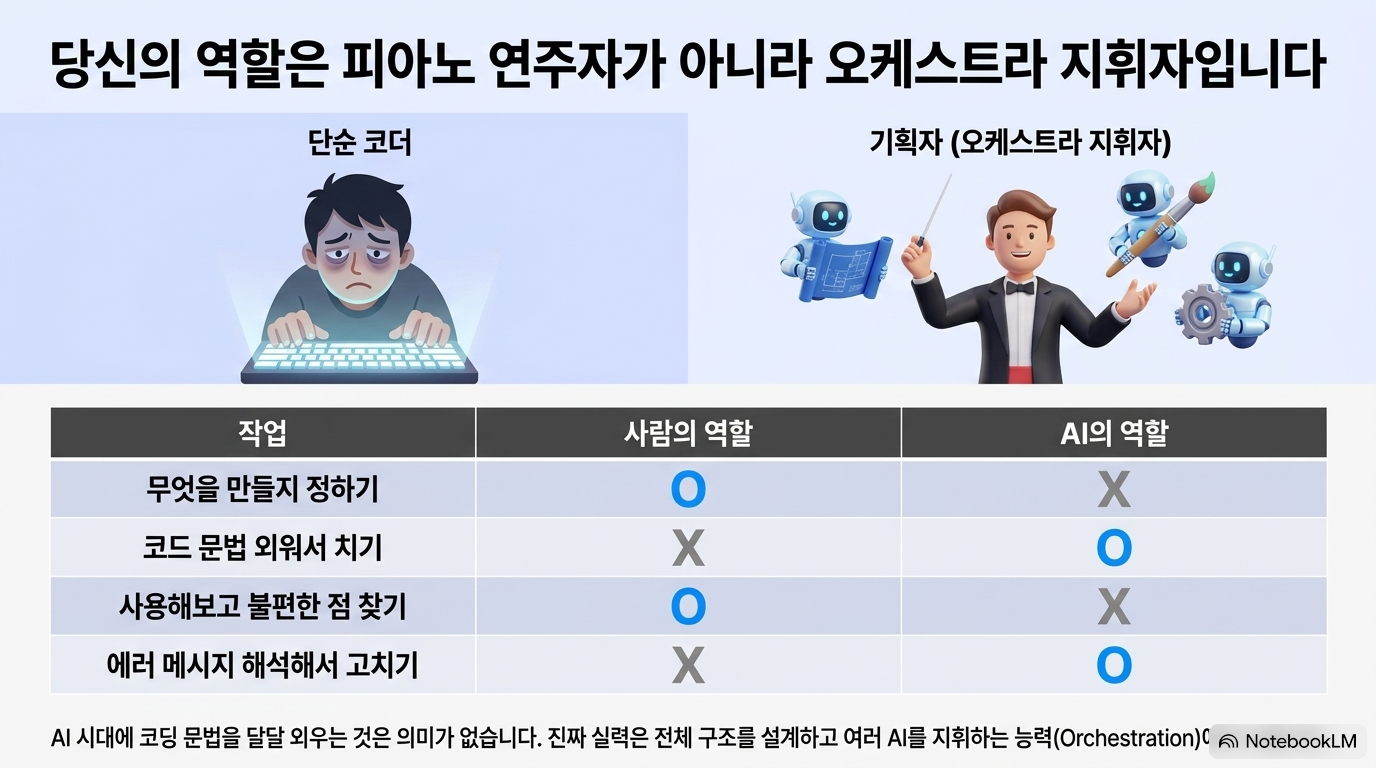 당신의 역할은 피아노 연주자가 아니라 오케스트라 지휘자입니다
단순 코더
기획자 (오케스트라 지휘자)
작업 사람의 역할 AI의 역할
무엇을 만들지 정하기 O X
코드 문법 외워서 치기 X O
사용해보고 불편한 점 찾기 O X
에러 메시지 해석해서 고치기 X O
AI 시대에 코딩 문법을 달달 외우는 것은 의미가 없습니다. 진짜 실력은 전체 구조를 설계하고 여러 AI를 지휘하는 능력(Orchestration)
NotebookLM